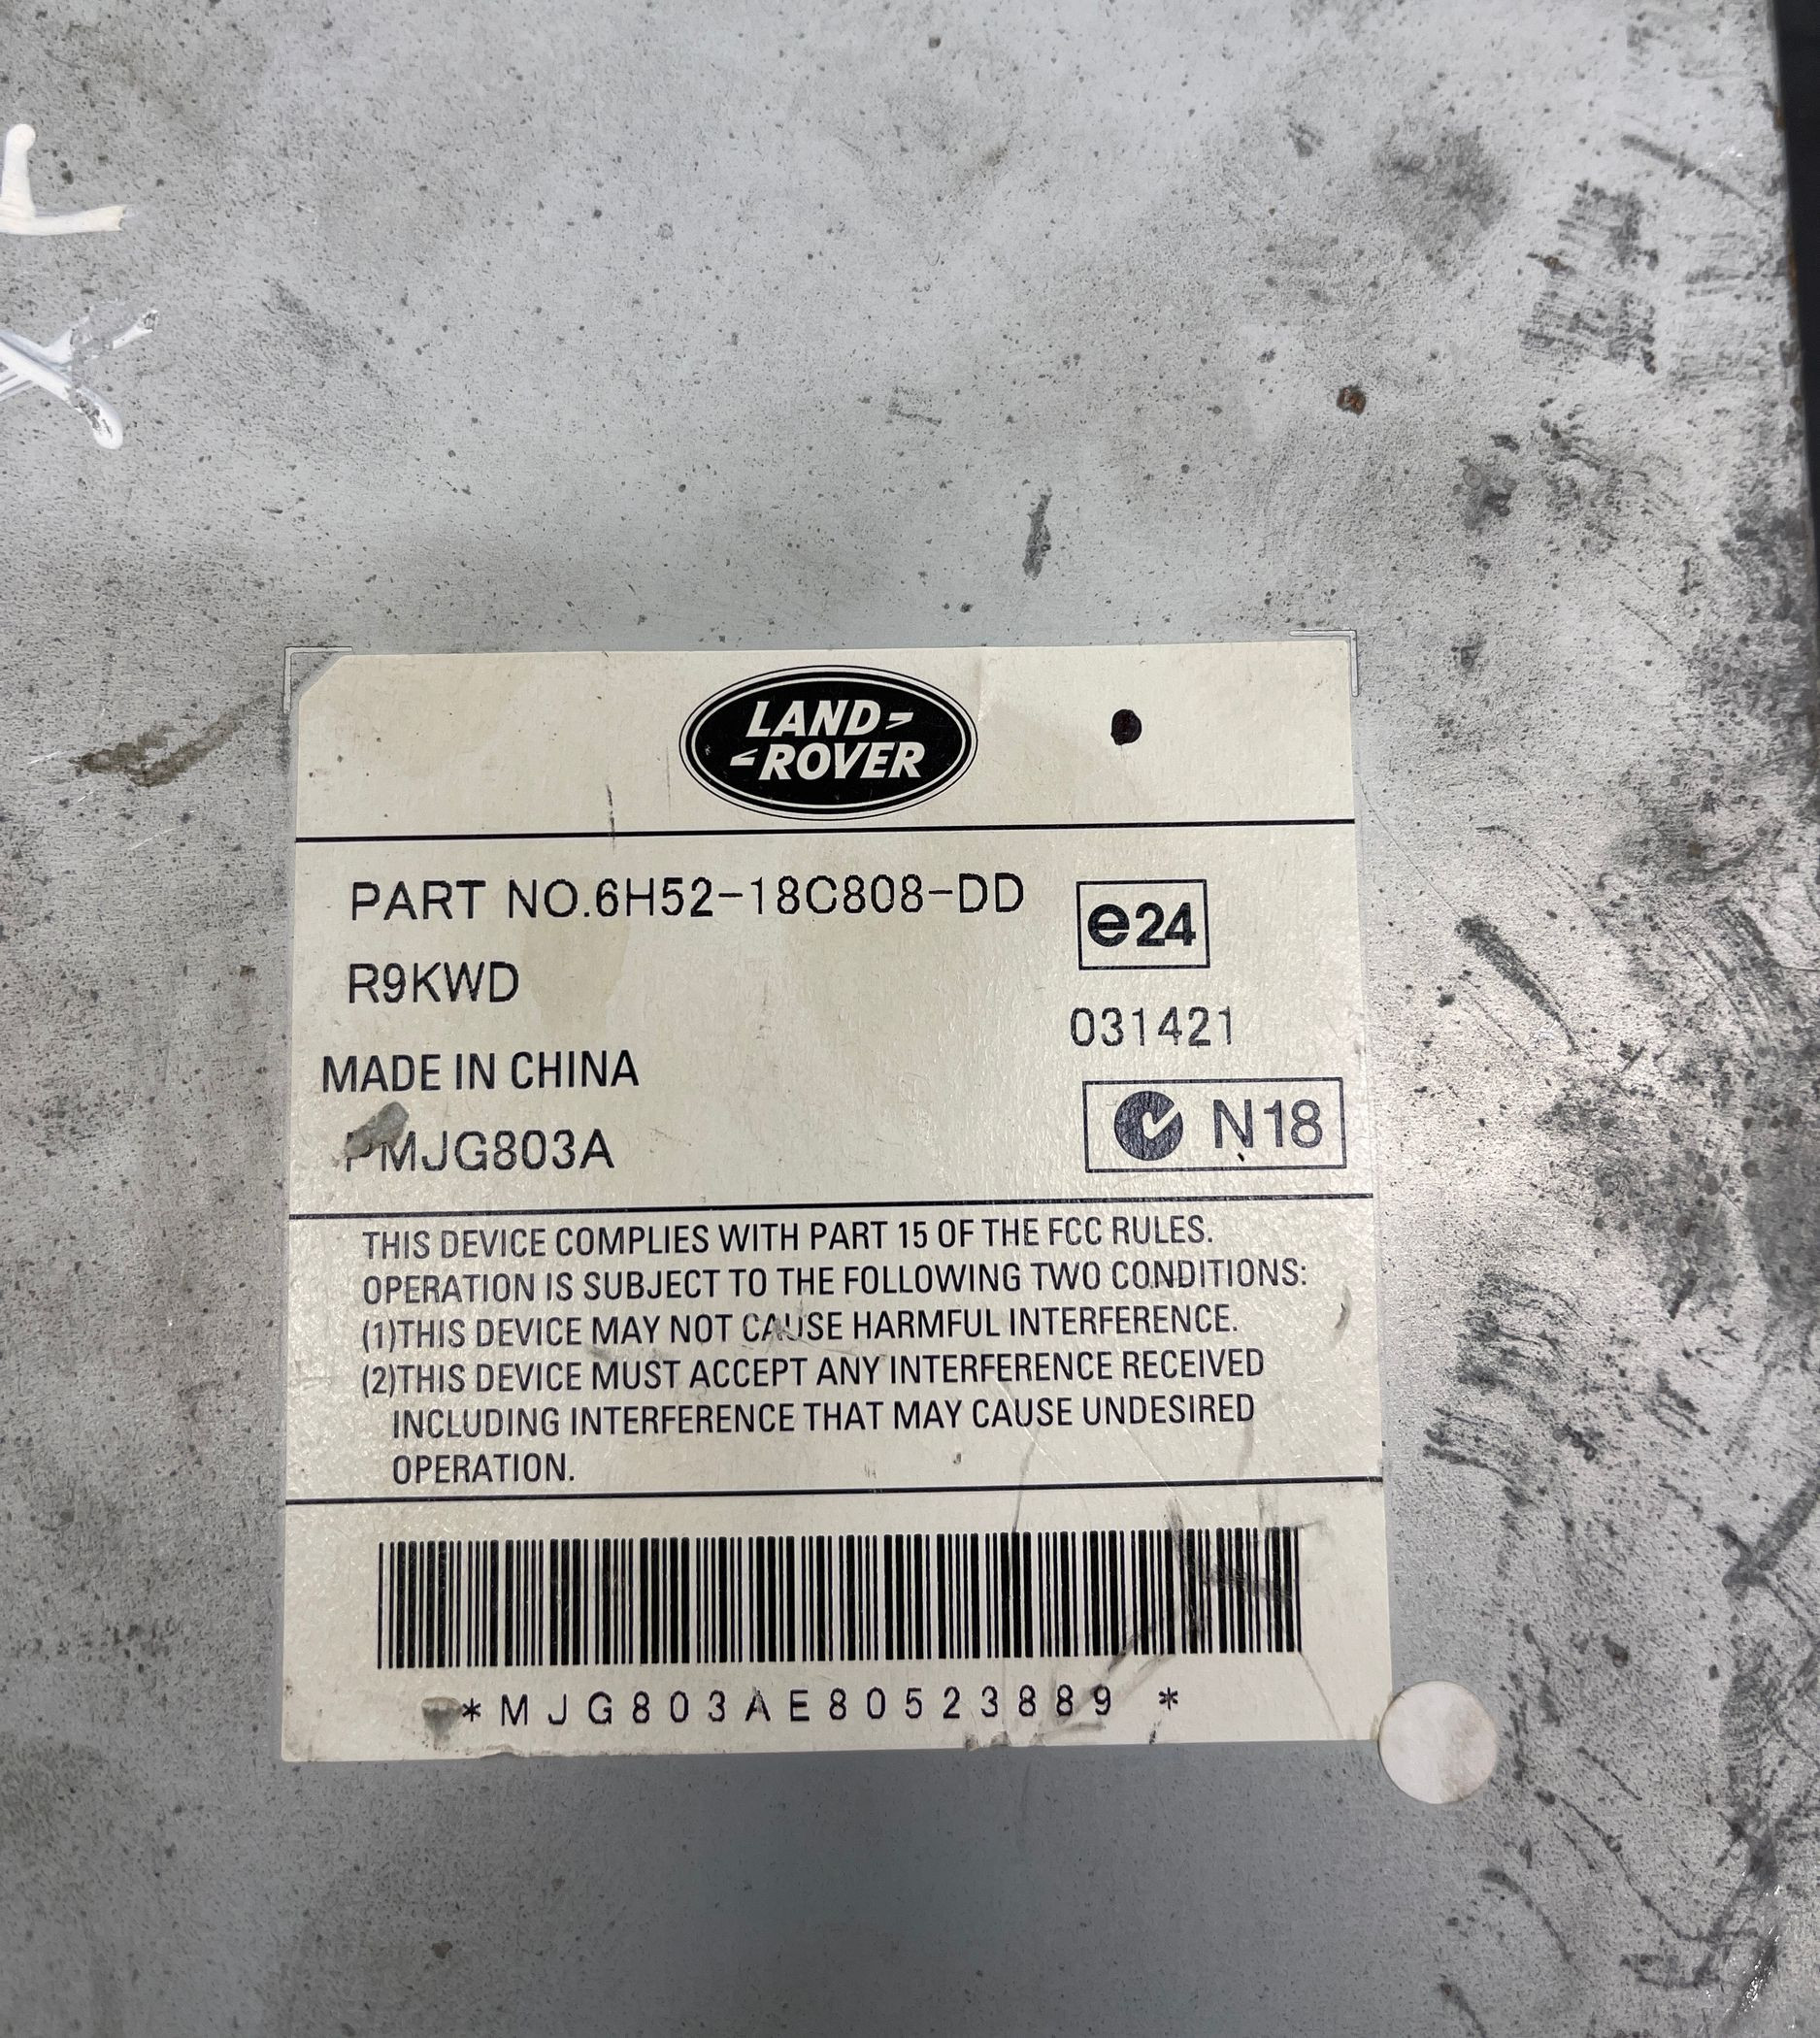 LAND-
-ROVER
PART NO.6H52-18C808-DD
e24
R9KWD
031421
MADE IN CHINA
PMJG803A
N18
THIS DEVICE COMPLIES WITH PART 15 OF THE FCC RULES.
OPERATION IS SUBJECT TO THE FOLLOWING TWO CONDITIONS:
(1)THIS DEVICE MAY NOT CAUSE HARMFUL INTERFERENCE.
(2)THIS DEVICE MUST ACCEPT ANY INTERFERENCE RECEIVED
INCLUDING INTERFERENCE THAT MAY CAUSE UNDESIRED
OPERATION.
*MJG803AE80523889 *